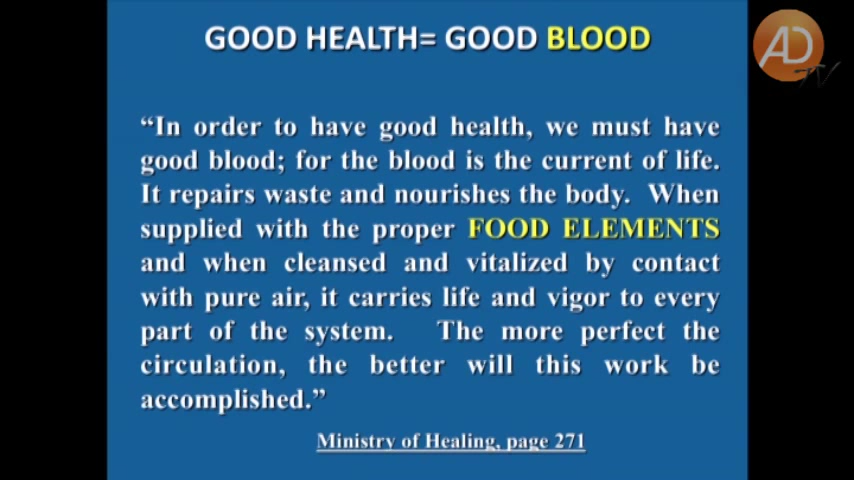 GOOD HEALTH= GOOD BLOOD
AD
TV
“In order to have good health, we must have
good blood; for the blood is the current of life.
It repairs waste and nourishes the body. When
supplied with the proper FOOD ELEMENTS
and when cleansed and vitalized by contact
with pure air, it carries life and vigor to every
part of the system. The more perfect the
circulation, the better will this work be
accomplished.”
Ministry of Healing, page 271